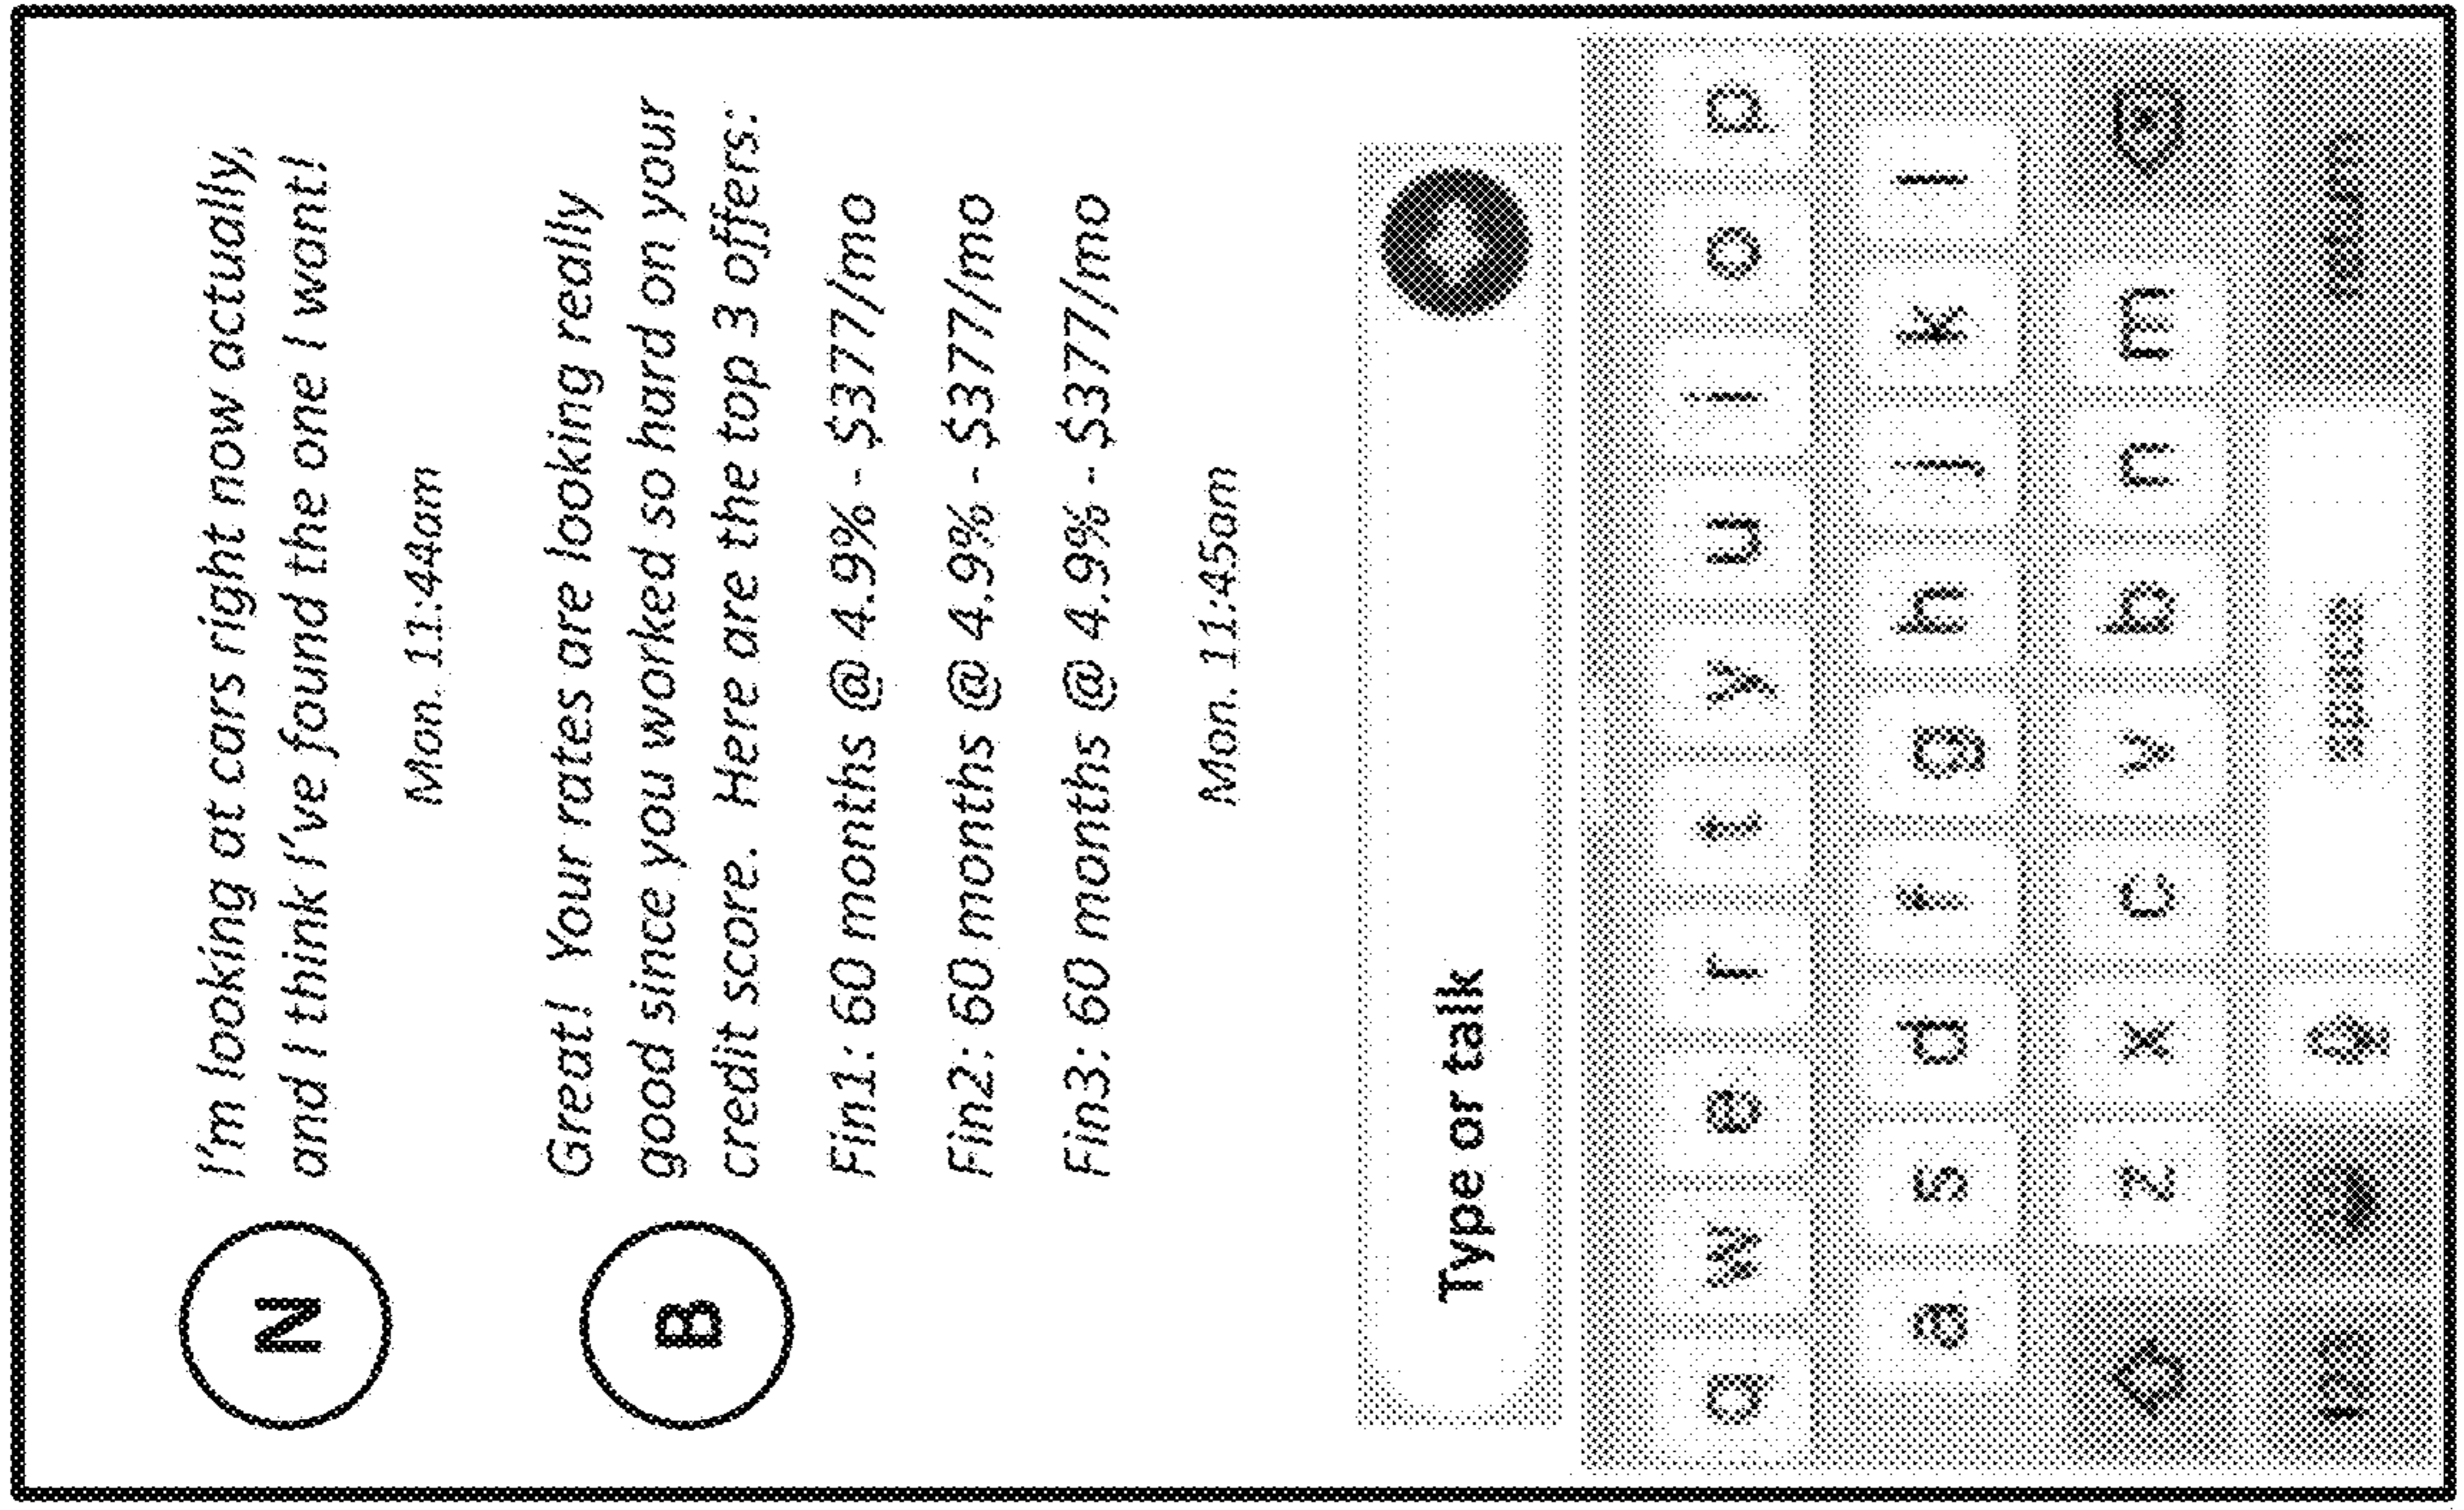 N
I'm looking at cars right now actually,
and I think I've found the one I want!
Mon. 11:44am
B
Great!  Your rates are looking really
good since you worked so hard on your
credit score.  Here are the top 3 offers:
Fin1: 60 months @ 4.9% - $377/mo
Fin2: 60 months @ 4.9% - $377/mo
Fin3: 60 months @ 4.9% - $377/mo
Mon. 11:45am
Type or talk
q w e r t y u i o p
a s d f g h j k l
z x c v b n m
123 space return